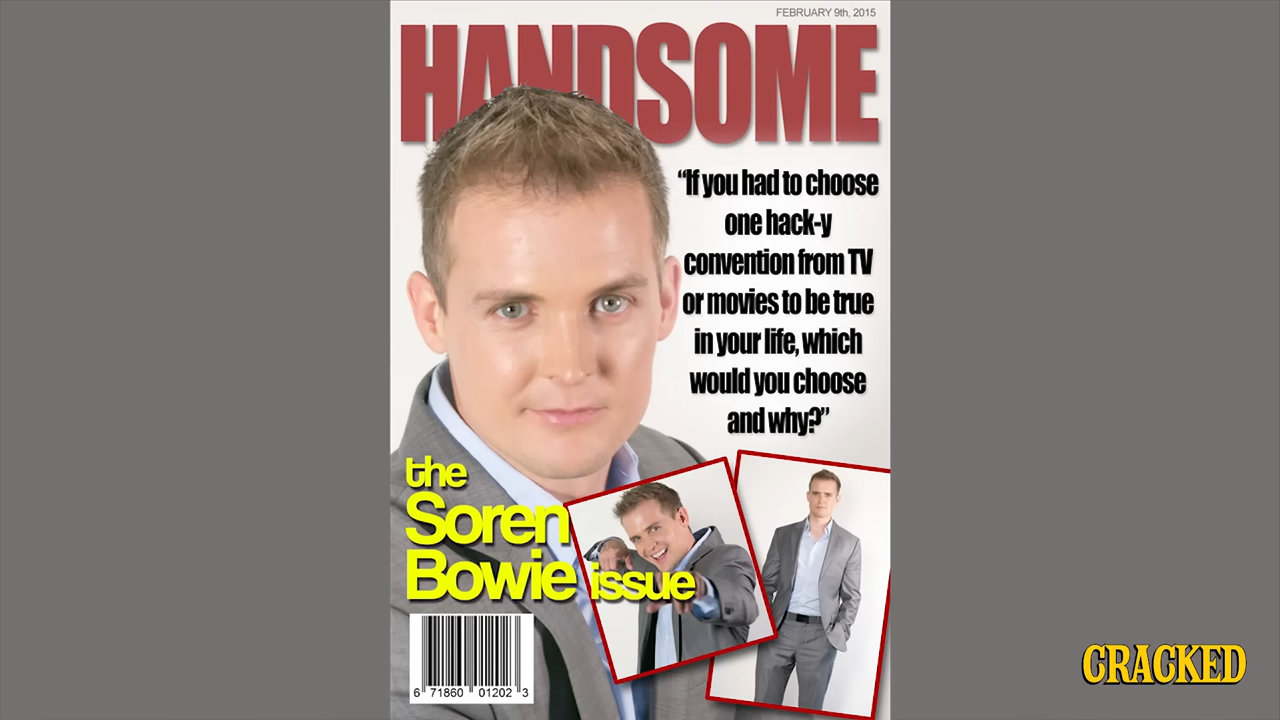 FEBRUARY 9th, 2015
HANDSOME
“If you had to choose
one hack-y
convention from TV
or movies to be true
in your life, which
would you choose
and why?”
the
Soren
Bowie issue
6 71860 01202 3
CRACKED